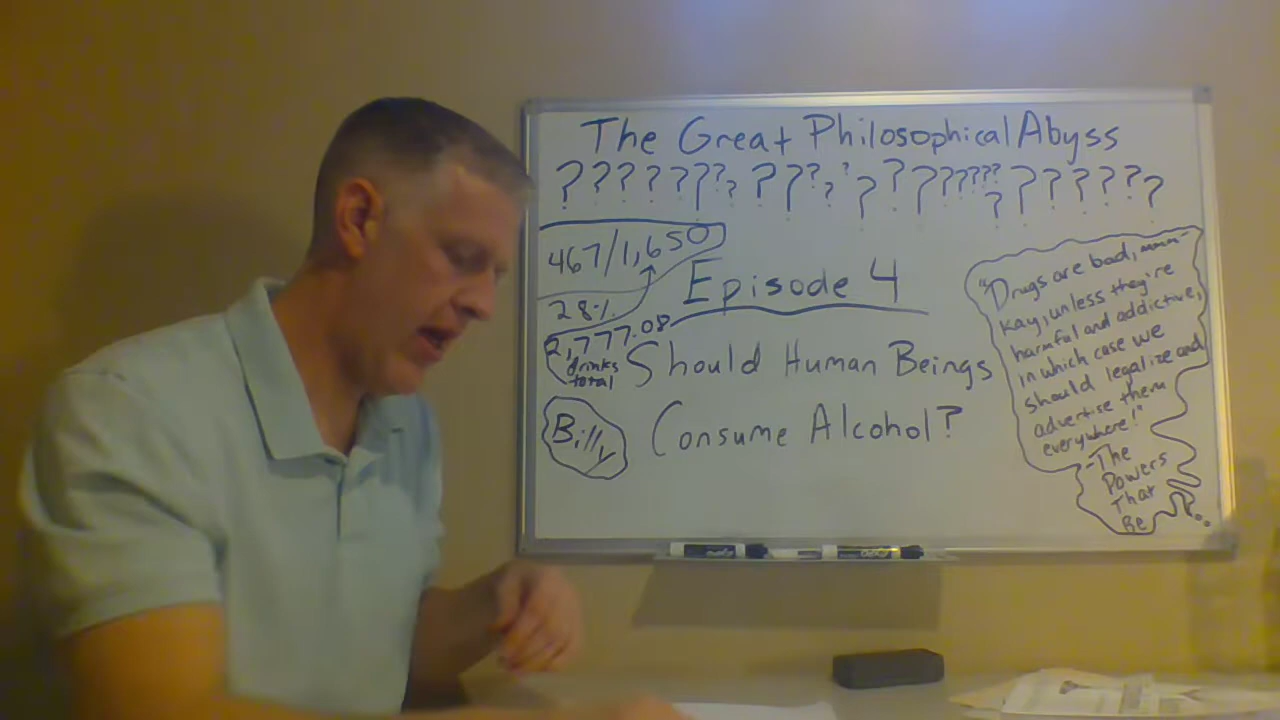 The Great Philosophical Abyss
????????????????????????????
467/1,650
28%
2,777.08
drinks
total
Billy
Episode 4
Should Human Beings
Consume Alcohol?
"Drugs are bad, mmm-
kay, unless they're
harmful and addictive,
in which case we
should legalize and
advertise them
everywhere!"
-The
Powers
That
Be
EXPO
EXPO